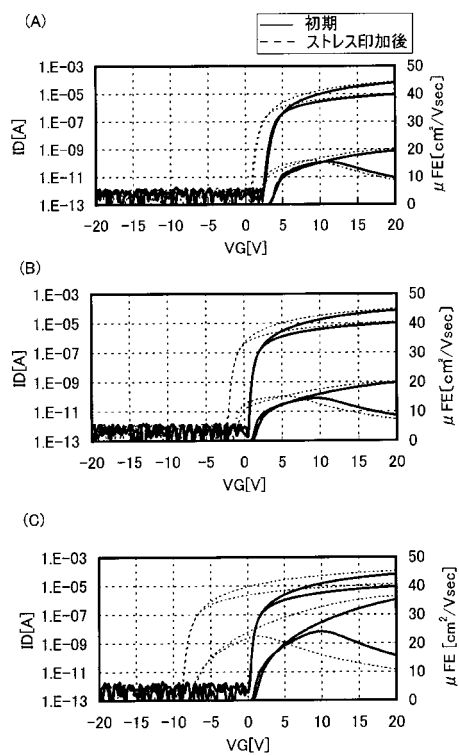 (A)
初期
ストレス印加後
1.E-03
1.E-05
1.E-07
1.E-09
1.E-11
1.E-13
ID[A]
50
40
30
20
10
0
μFE[cm²/Vsec]
-20 -15 -10 -5 0 5 10 15 20
VG[V]
(B)
1.E-03
1.E-05
1.E-07
1.E-09
1.E-11
1.E-13
ID[A]
50
40
30
20
10
0
μFE[cm²/Vsec]
-20 -15 -10 -5 0 5 10 15 20
VG[V]
(C)
1.E-03
1.E-05
1.E-07
1.E-09
1.E-11
1.E-13
ID[A]
50
40
30
20
10
0
μFE [cm²/Vsec]
-20 -15 -10 -5 0 5 10 15 20
VG[V]